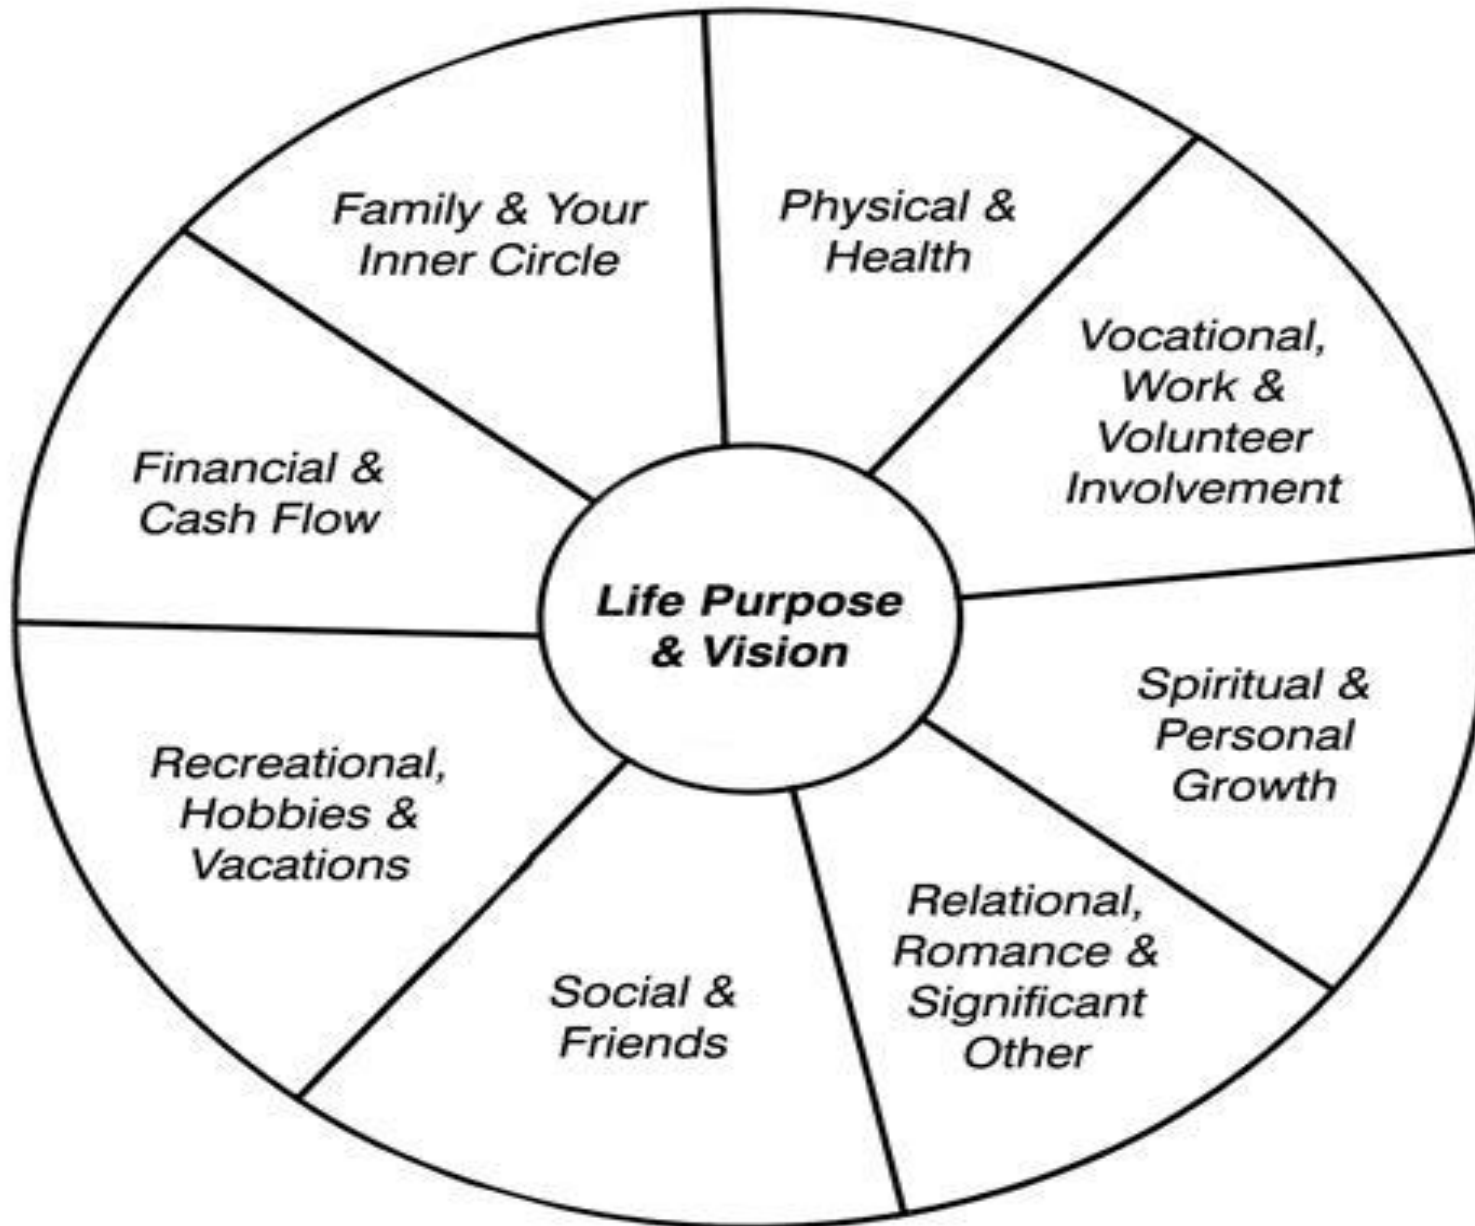 Family & Your
Inner Circle
Physical &
Health
Vocational,
Work &
Volunteer
Involvement
Financial &
Cash Flow
Life Purpose
& Vision
Spiritual &
Personal
Growth
Recreational,
Hobbies &
Vacations
Relational,
Romance &
Significant
Other
Social &
Friends